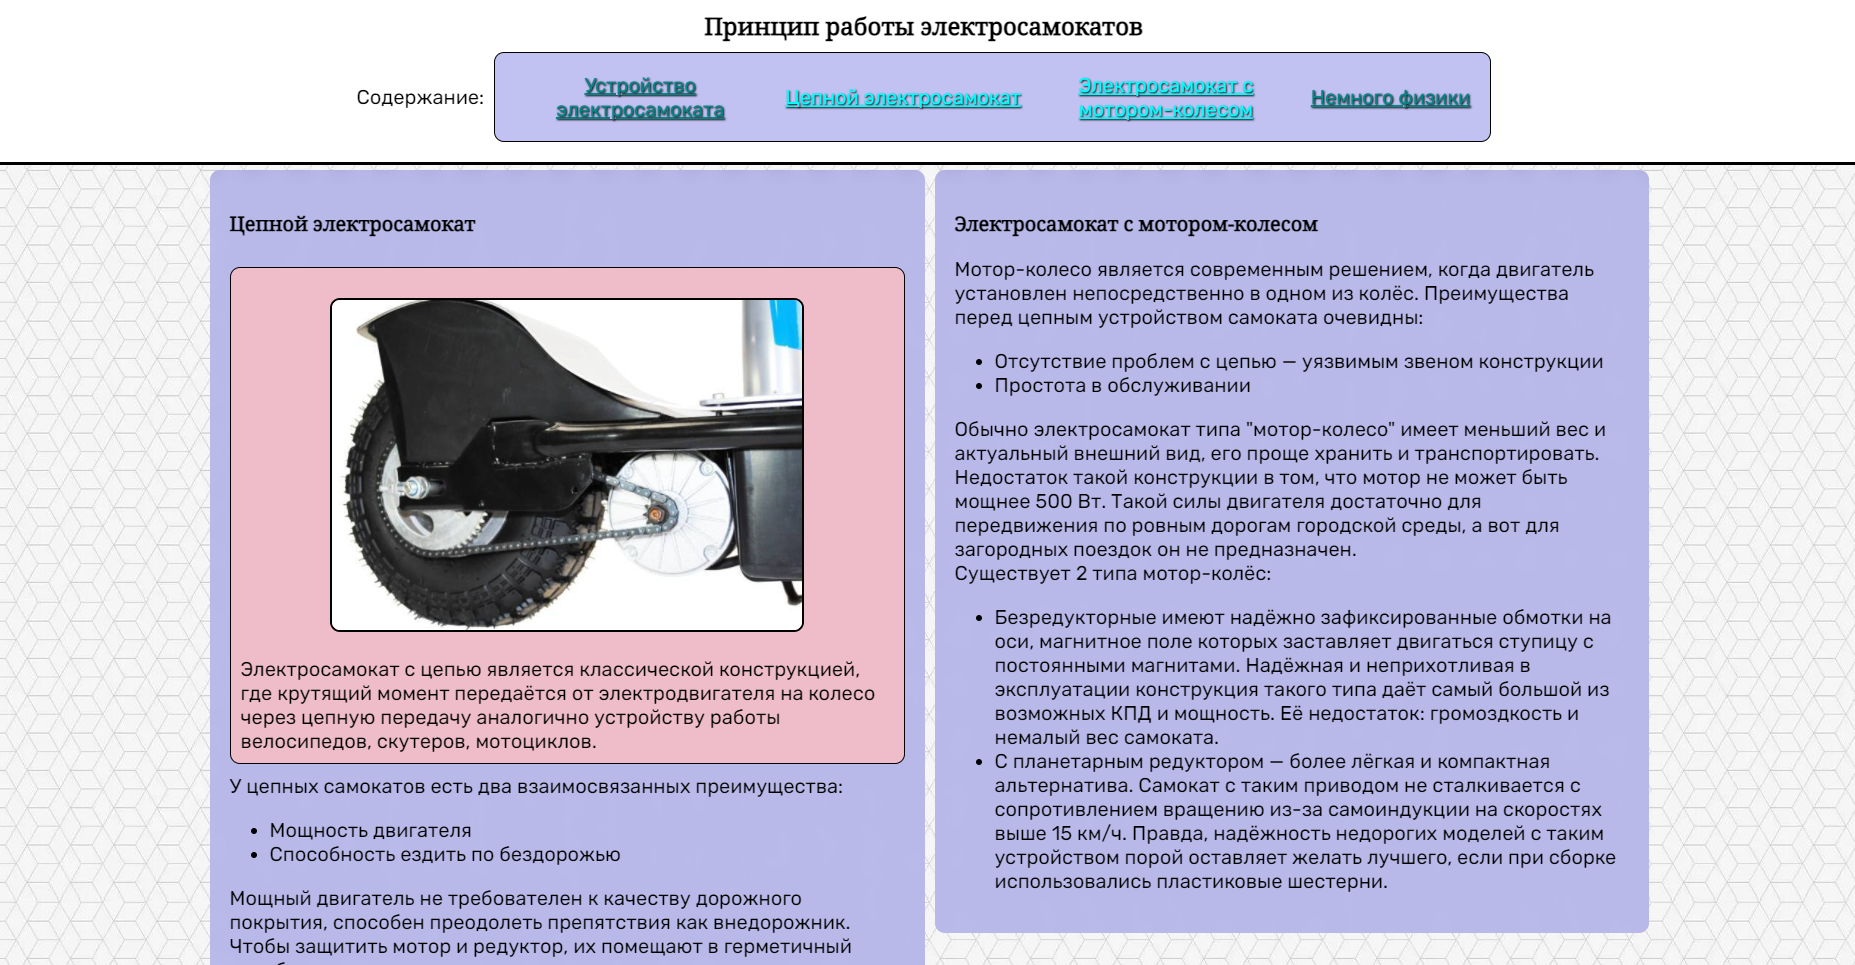 Принцип работы электросамокатов
Содержание:
Устройство
электросамоката
Цепной электросамокат
Электросамокат с
мотором-колесом
Немного физики
Цепной электросамокат
Электросамокат с цепью является классической конструкцией,
где крутящий момент передаётся от электродвигателя на колесо
через цепную передачу аналогично устройству работы
велосипедов, скутеров, мотоциклов.
У цепных самокатов есть два взаимосвязанных преимущества:
• Мощность двигателя
• Способность ездить по бездорожью
Мощный двигатель не требователен к качеству дорожного
покрытия, способен преодолеть препятствия как внедорожник.
Чтобы защитить мотор и редуктор, их помещают в герметичный
Электросамокат с мотором-колесом
Мотор-колесо является современным решением, когда двигатель
установлен непосредственно в одном из колёс. Преимущества
перед цепным устройством самоката очевидны:
• Отсутствие проблем с цепью — уязвимым звеном конструкции
• Простота в обслуживании
Обычно электросамокат типа "мотор-колесо" имеет меньший вес и
актуальный внешний вид, его проще хранить и транспортировать.
Недостаток такой конструкции в том, что мотор не может быть
мощнее 500 Вт. Такой силы двигателя достаточно для
передвижения по ровным дорогам городской среды, а вот для
загородных поездок он не предназначен.
Существует 2 типа мотор-колёс:
• Безредукторные имеют надёжно зафиксированные обмотки на
оси, магнитное поле которых заставляет двигаться ступицу с
постоянными магнитами. Надёжная и неприхотливая в
эксплуатации конструкция такого типа даёт самый большой из
возможных КПД и мощность. Её недостаток: громоздкость и
немалый вес самоката.
• С планетарным редуктором — более лёгкая и компактная
альтернатива. Самокат с таким приводом не сталкивается с
сопротивлением вращению из-за самоиндукции на скоростях
выше 15 км/ч. Правда, надёжность недорогих моделей с таким
устройством порой оставляет желать лучшего, если при сборке
использовались пластиковые шестерни.